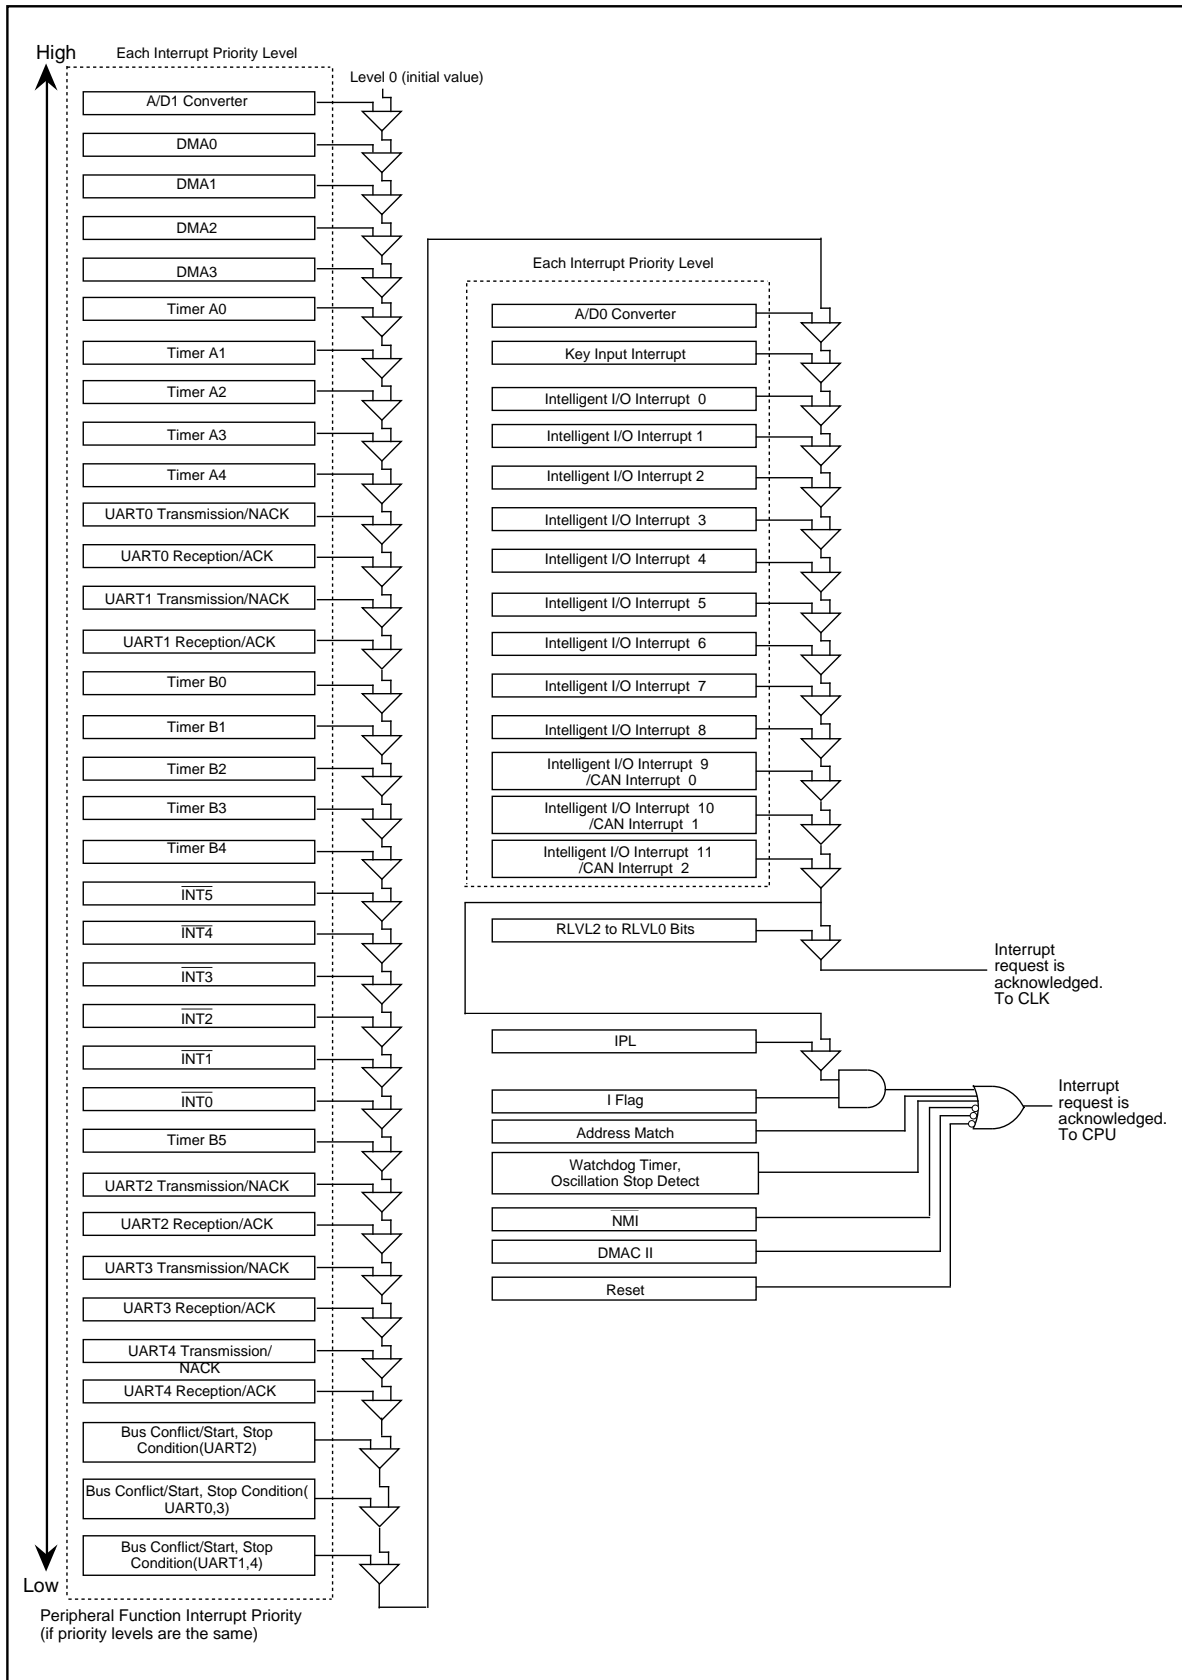 High
Each Interrupt Priority Level
Level 0 (initial value)
A/D1 Converter
DMA0
DMA1
DMA2
DMA3
Timer A0
Timer A1
Timer A2
Timer A3
Timer A4
UART0 Transmission/NACK
UART0 Reception/ACK
UART1 Transmission/NACK
UART1 Reception/ACK
Timer B0
Timer B1
Timer B2
Timer B3
Timer B4
INT5
INT4
INT3
INT2
INT1
INT0
Timer B5
UART2 Transmission/NACK
UART2 Reception/ACK
UART3 Transmission/NACK
UART3 Reception/ACK
UART4 Transmission/
NACK
UART4 Reception/ACK
Bus Conflict/Start, Stop
Condition(UART2)
Bus Conflict/Start, Stop Condition(
UART0,3)
Bus Conflict/Start, Stop
Condition(UART1,4)
Low
Peripheral Function Interrupt Priority
(if priority levels are the same)
Each Interrupt Priority Level
A/D0 Converter
Key Input Interrupt
Intelligent I/O Interrupt 0
Intelligent I/O Interrupt 1
Intelligent I/O Interrupt 2
Intelligent I/O Interrupt 3
Intelligent I/O Interrupt 4
Intelligent I/O Interrupt 5
Intelligent I/O Interrupt 6
Intelligent I/O Interrupt 7
Intelligent I/O Interrupt 8
Intelligent I/O Interrupt 9
/CAN Interrupt 0
Intelligent I/O Interrupt 10
/CAN Interrupt 1
Intelligent I/O Interrupt 11
/CAN Interrupt 2
RLVL2 to RLVL0 Bits
Interrupt
request is
acknowledged.
To CLK
IPL
I Flag
Address Match
Watchdog Timer,
Oscillation Stop Detect
NMI
DMAC II
Reset
Interrupt
request is
acknowledged.
To CPU